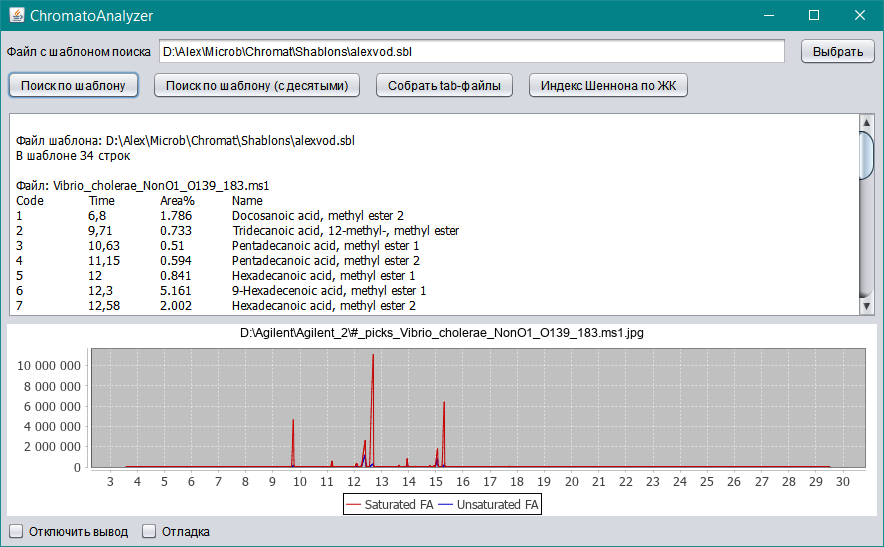 ChromatoAnalyzer
Файл с шаблоном поиска D:\Alex\Microb\Chromat\Shablons\alexvod.sbl Выбрать
Поиск по шаблону Поиск по шаблону (с десятыми) Собрать tab-файлы Индекс Шеннона по ЖК
Файл шаблона: D:\Alex\Microb\Chromat\Shablons\alexvod.sbl
В шаблоне 34 строк
Файл: Vibrio_cholerae_NonO1_O139_183.ms1
Code Time Area% Name
1 6,8 1.786 Docosanoic acid, methyl ester 2
2 9,71 0.733 Tridecanoic acid, 12-methyl-, methyl ester
3 10,63 0.51 Pentadecanoic acid, methyl ester 1
4 11,15 0.594 Pentadecanoic acid, methyl ester 2
5 12 0.841 Hexadecanoic acid, methyl ester 1
6 12,3 5.161 9-Hexadecenoic acid, methyl ester 1
7 12,58 2.002 Hexadecanoic acid, methyl ester 2
D:\Agilent\Agilent_2\#_picks_Vibrio_cholerae_NonO1_O139_183.ms1.jpg
10 000 000
8 000 000
6 000 000
4 000 000
2 000 000
0
3 4 5 6 7 8 9 10 11 12 13 14 15 16 17 18 19 20 21 22 23 24 25 26 27 28 29 30
Saturated FA Unsaturated FA
Отключить вывод Отладка